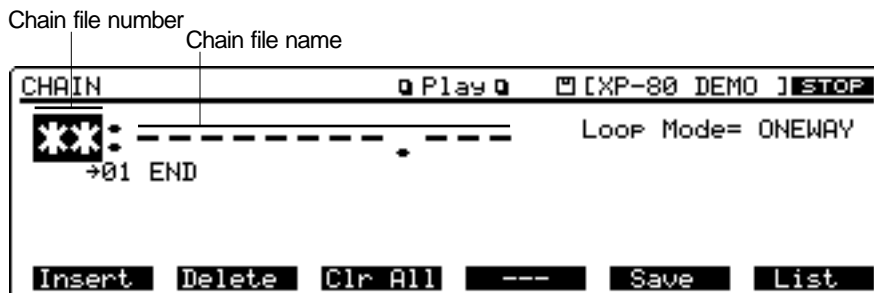 Chain file number
Chain file name
CHAIN Play [XP-80 DEMO ] STOP
**:--------.--- Loop Mode= ONEWAY
→01 END
Insert Delete Clr All --- Save List